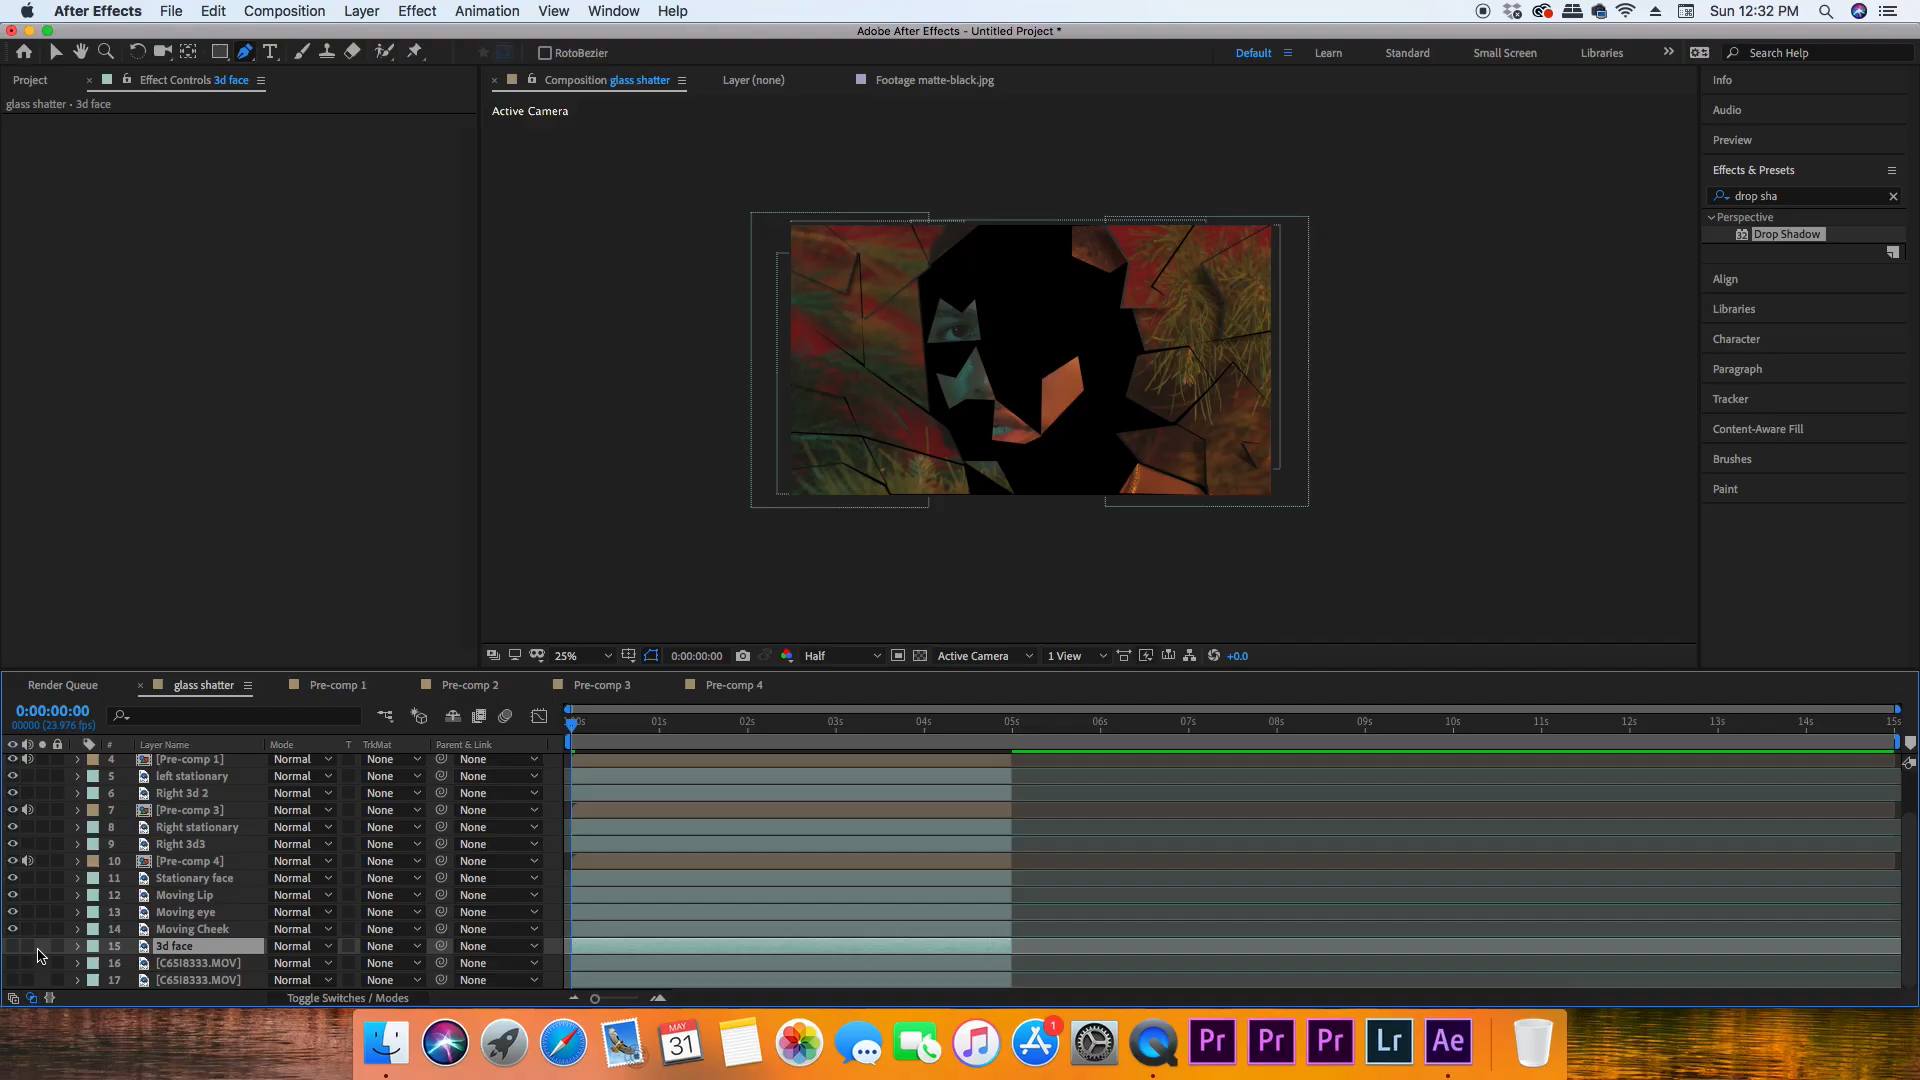 After Effects File Edit Composition Layer Effect Animation View Window Help Sun 12:32 PM
Adobe After Effects - Untitled Project *
RotoBezier Default Learn Standard Small Screen Libraries Search Help
Project Effect Controls 3d face Composition glass shatter Layer (none) Footage matte-black.jpg Info
glass shatter • 3d face
Active Camera
Audio
Preview
Effects & Presets
drop sha
Perspective
32 Drop Shadow
Align
Libraries
Character
Paragraph
Tracker
Content-Aware Fill
Brushes
Paint
25% 0:00:00:00 Half Active Camera 1 View +0.0
Render Queue glass shatter Pre-comp 1 Pre-comp 2 Pre-comp 3 Pre-comp 4
0:00:00:00
00000 (23.976 fps)
01s 02s 03s 04s 05s 06s 07s 08s 09s 10s 11s 12s 13s 14s 15s
# Layer Name Mode T TrkMat Parent & Link
4 [Pre-comp 1] Normal None None
5 left stationary Normal None None
6 Right 3d 2 Normal None None
7 [Pre-comp 3] Normal None None
8 Right stationary Normal None None
9 Right 3d3 Normal None None
10 [Pre-comp 4] Normal None None
11 Stationary face Normal None None
12 Moving Lip Normal None None
13 Moving eye Normal None None
14 Moving Cheek Normal None None
15 3d face Normal None None
16 [C65I8333.MOV] Normal None None
17 [C65I8333.MOV] Normal None None
Toggle Switches / Modes
MAY
31
1
Pr Pr Pr Lr Ae